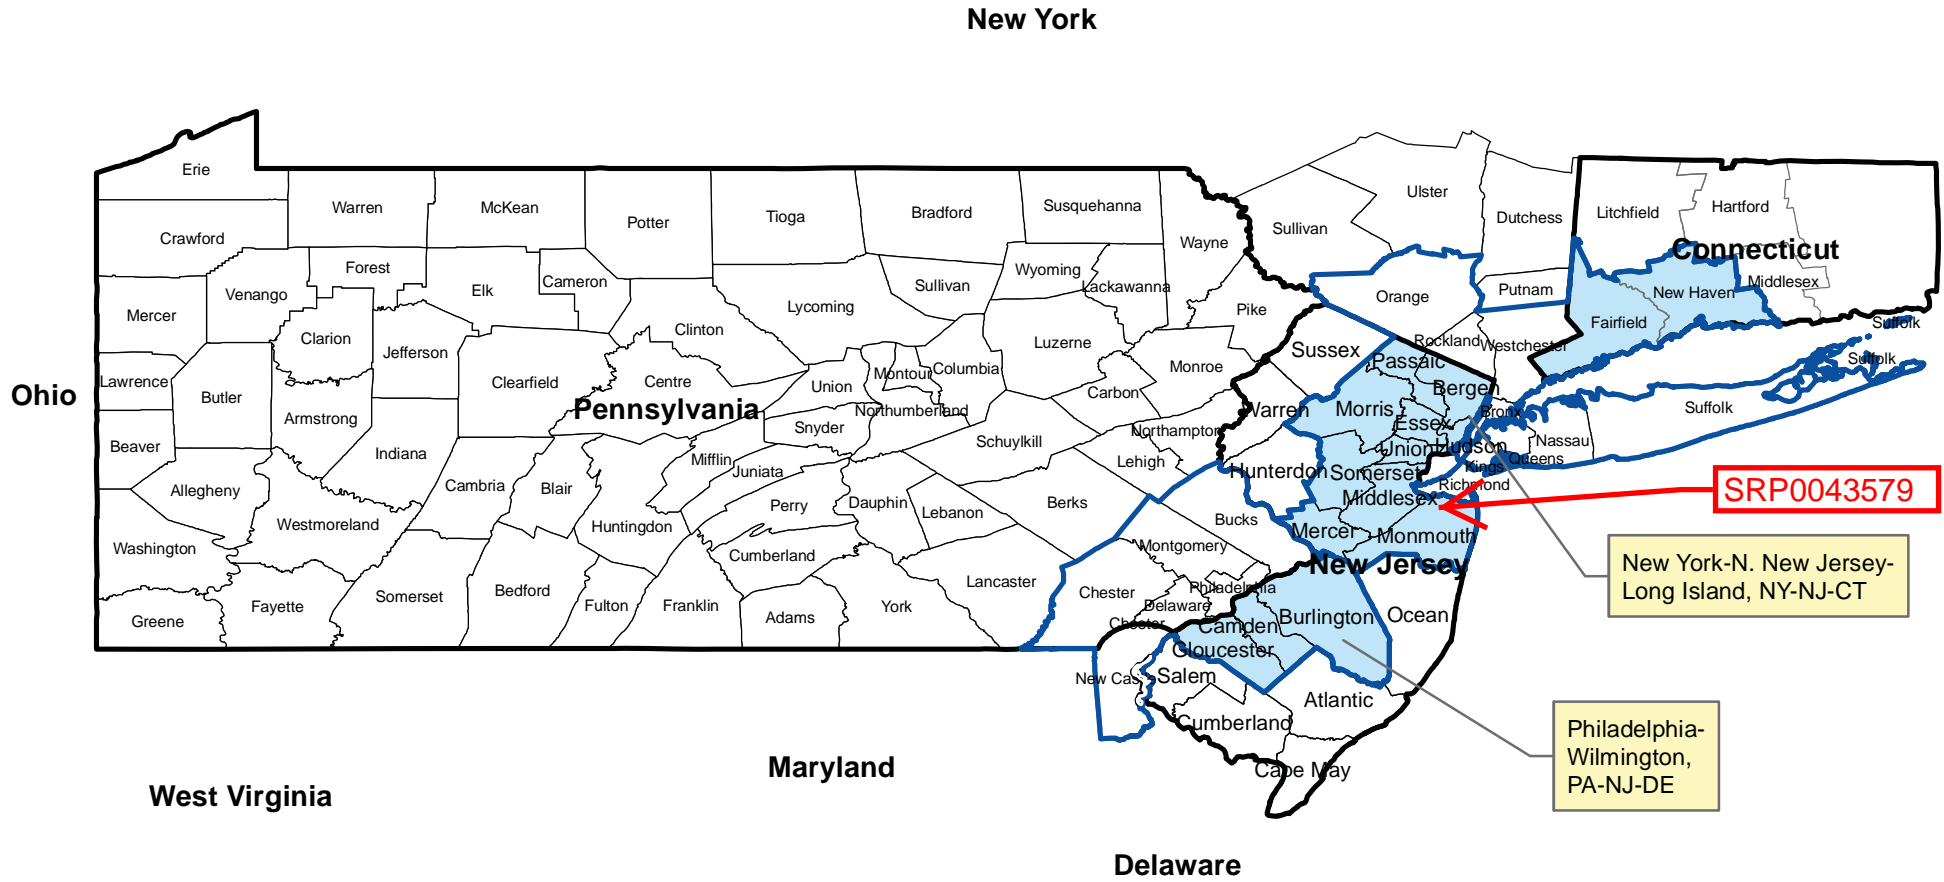 New York
Erie
Warren
McKean
Potter
Tioga
Bradford
Susquehanna
Wayne
Crawford
Forest
Cameron
Elk
Venango
Mercer
Clarion
Jefferson
Clinton
Lycoming
Sullivan
Wyoming
Lackawanna
Pike
Luzerne
Monroe
Carbon
Columbia
Montour
Union
Northumberland
Snyder
Centre
Clearfield
Lawrence
Butler
Armstrong
Beaver
Indiana
Ohio
Pennsylvania
Allegheny
Westmoreland
Cambria
Blair
Huntingdon
Mifflin
Juniata
Perry
Dauphin
Lebanon
Schuylkill
Northampton
Lehigh
Berks
Bucks
Montgomery
Washington
Greene
Fayette
Somerset
Bedford
Fulton
Franklin
Cumberland
Adams
York
Lancaster
Chester
Delaware
Philadelphia
Chester
Sullivan
Ulster
Dutchess
Orange
Putnam
Rockland
Westchester
Litchfield
Hartford
Connecticut
Middlesex
New Haven
Fairfield
Suffolk
Suffolk
Suffolk
Nassau
Queens
Bronx
Kings
Richmond
Sussex
Passaic
Bergen
Warren
Morris
Essex
Hudson
Union
Hunterdon
Somerset
Middlesex
Mercer
Monmouth
New Jersey
Ocean
Burlington
Camden
Gloucester
Salem
Atlantic
Cumberland
Cape May
SRP0043579
New York-N. New Jersey-
Long Island, NY-NJ-CT
Philadelphia-
Wilmington,
PA-NJ-DE
West Virginia
Maryland
Delaware